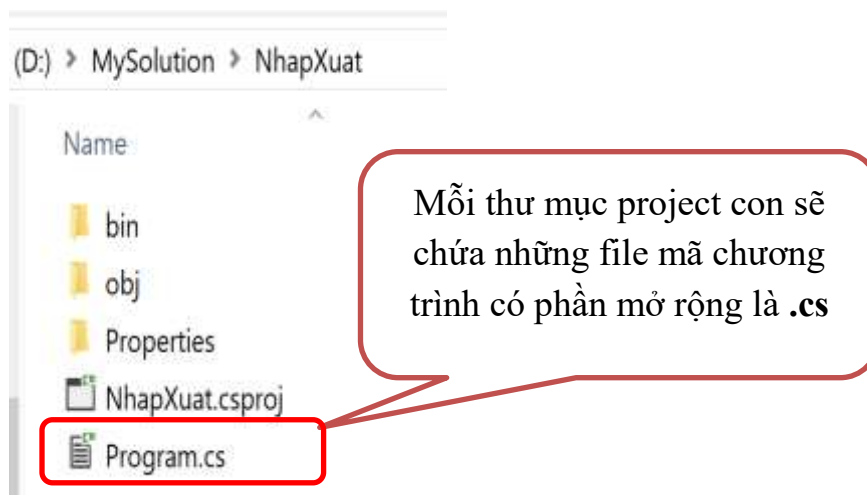 (D:) > MySolution > NhapXuat
Name
bin
obj
Properties
NhapXuat.csproj
Program.cs
Mỗi thư mục project con sẽ
chứa những file mã chương
trình có phần mở rộng là .cs